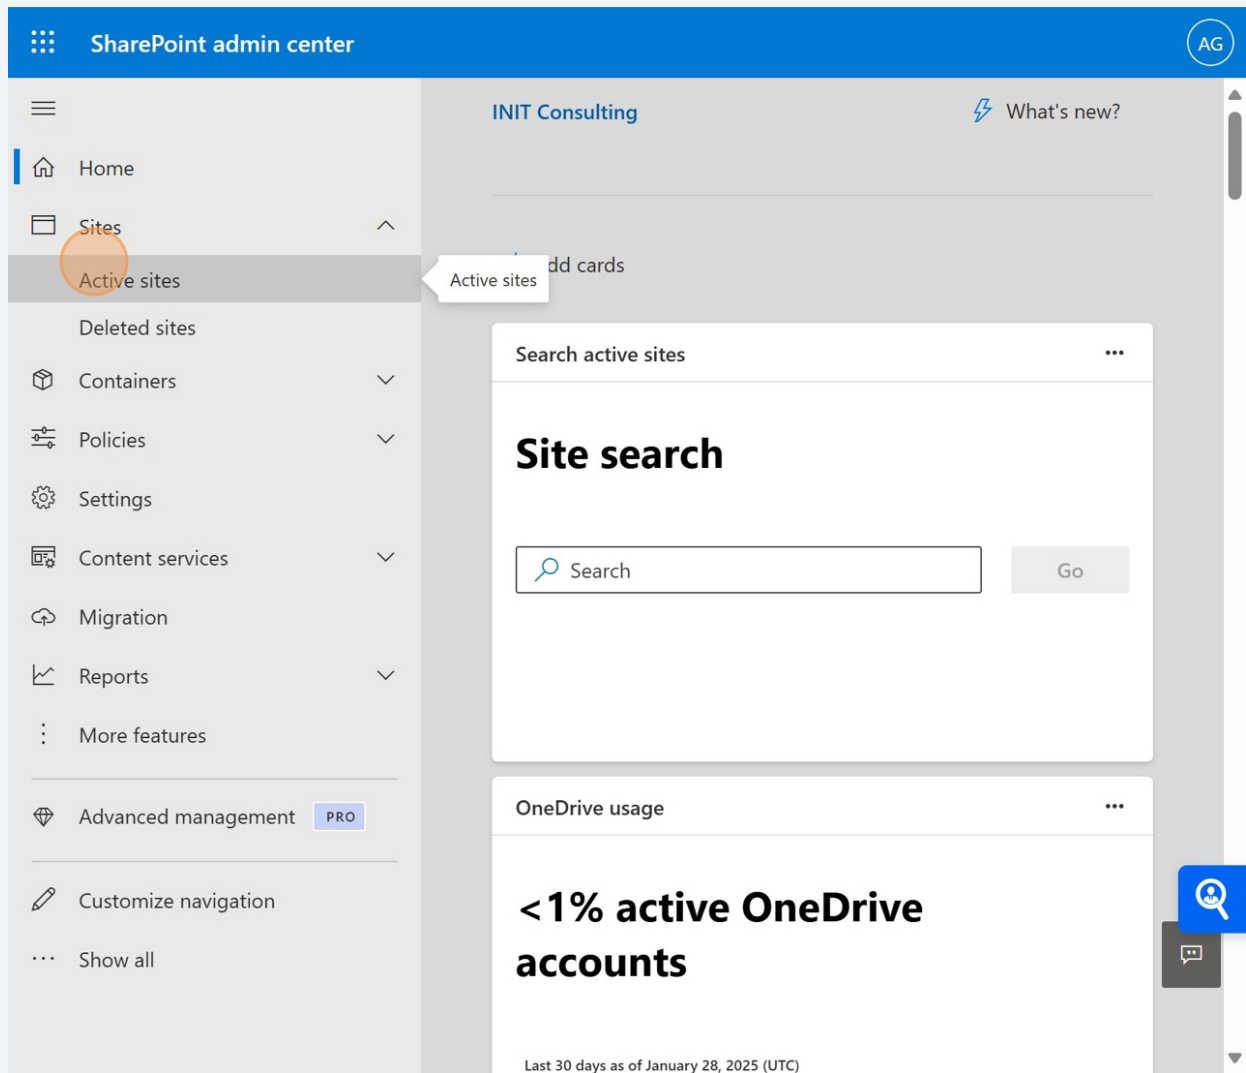 SharePoint admin center
AG
INIT Consulting
What's new?
Home
Sites
Active sites
Active sites
dd cards
Deleted sites
Search active sites
Containers
Policies
Site search
Settings
Content services
Search
Go
Migration
Reports
More features
Advanced management PRO
OneDrive usage
Customize navigation
<1% active OneDrive
accounts
Show all
Last 30 days as of January 28, 2025 (UTC)